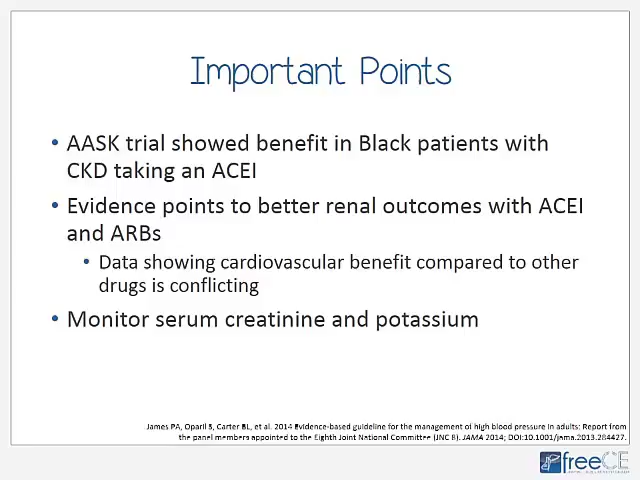 Important Points
• AASK trial showed benefit in Black patients with
CKD taking an ACEI
• Evidence points to better renal outcomes with ACEI
and ARBs
• Data showing cardiovascular benefit compared to other
drugs is conflicting
• Monitor serum creatinine and potassium
James PA, Oparil S, Carter BL, et al. 2014 Evidence-based guideline for the management of high blood pressure in adults: Report from
the panel members appointed to the Eighth Joint National Committee (JNC 8). JAMA 2014; DOI:10.1001/jama.2013.284427.
freeCE